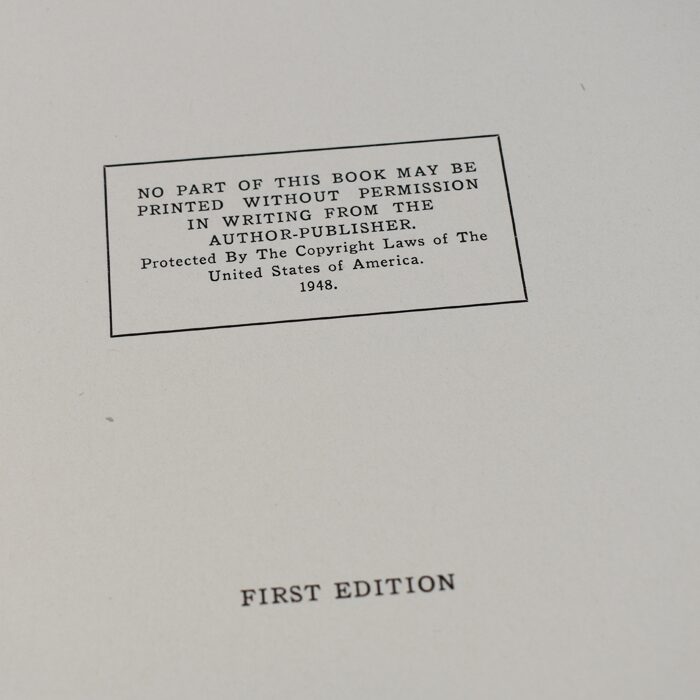 NO PART OF THIS BOOK MAY BE
PRINTED WITHOUT PERMISSION
IN WRITING FROM THE
AUTHOR-PUBLISHER.
Protected By The Copyright Laws of The
United States of America.
1948.
FIRST EDITION